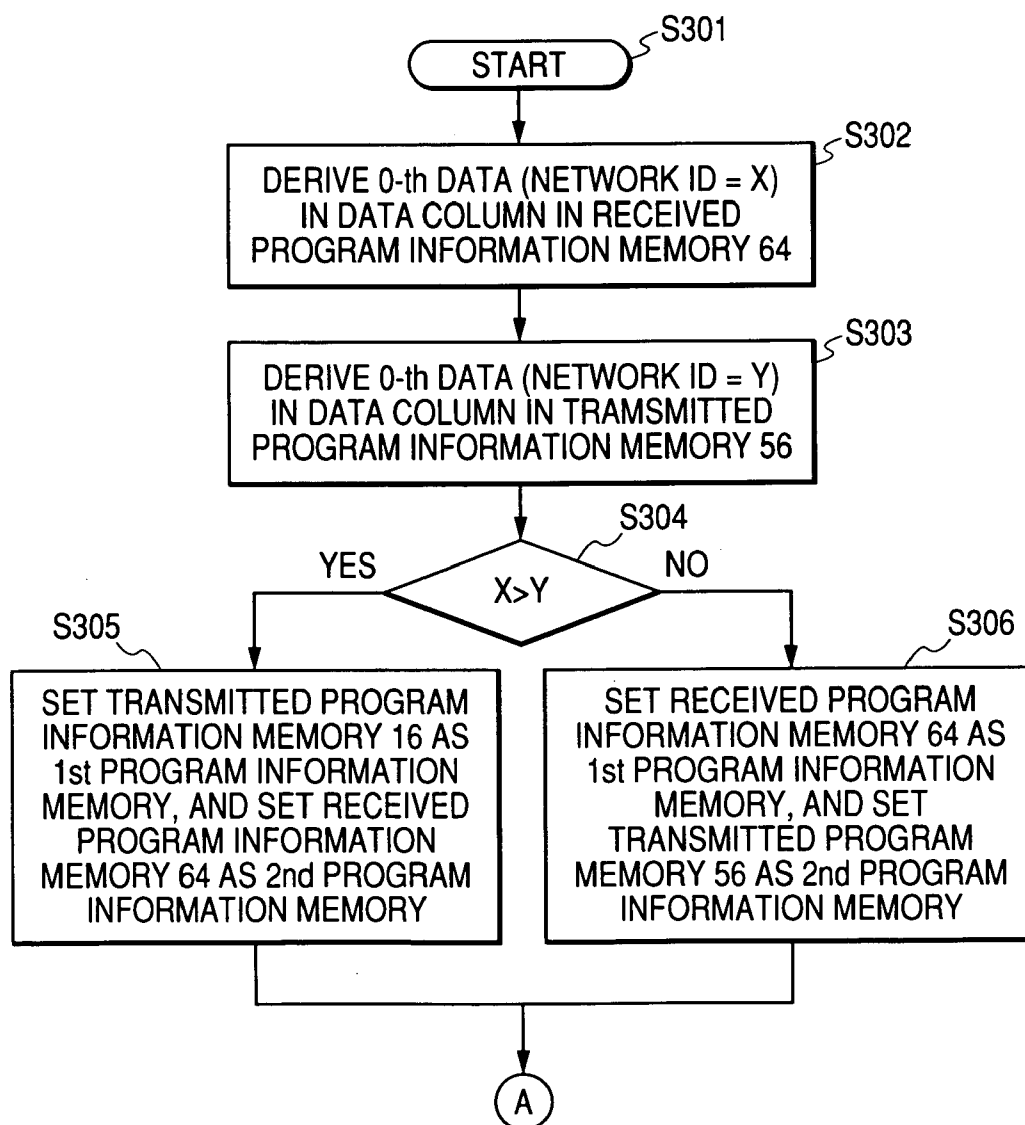 S301
START
S302
DERIVE 0-th DATA (NETWORK ID = X)
IN DATA COLUMN IN RECEIVED
PROGRAM INFORMATION MEMORY 64
S303
DERIVE 0-th DATA (NETWORK ID = Y)
IN DATA COLUMN IN TRAMSMITTED
PROGRAM INFORMATION MEMORY 56
S304
YES
X>Y
NO
S305
SET TRANSMITTED PROGRAM
INFORMATION MEMORY 16 AS
1st PROGRAM INFORMATION
MEMORY, AND SET RECEIVED
PROGRAM INFORMATION
MEMORY 64 AS 2nd PROGRAM
INFORMATION MEMORY
S306
SET RECEIVED PROGRAM
INFORMATION MEMORY 64 AS
1st PROGRAM INFORMATION
MEMORY, AND SET
TRANSMITTED PROGRAM
MEMORY 56 AS 2nd PROGRAM
INFORMATION MEMORY
A